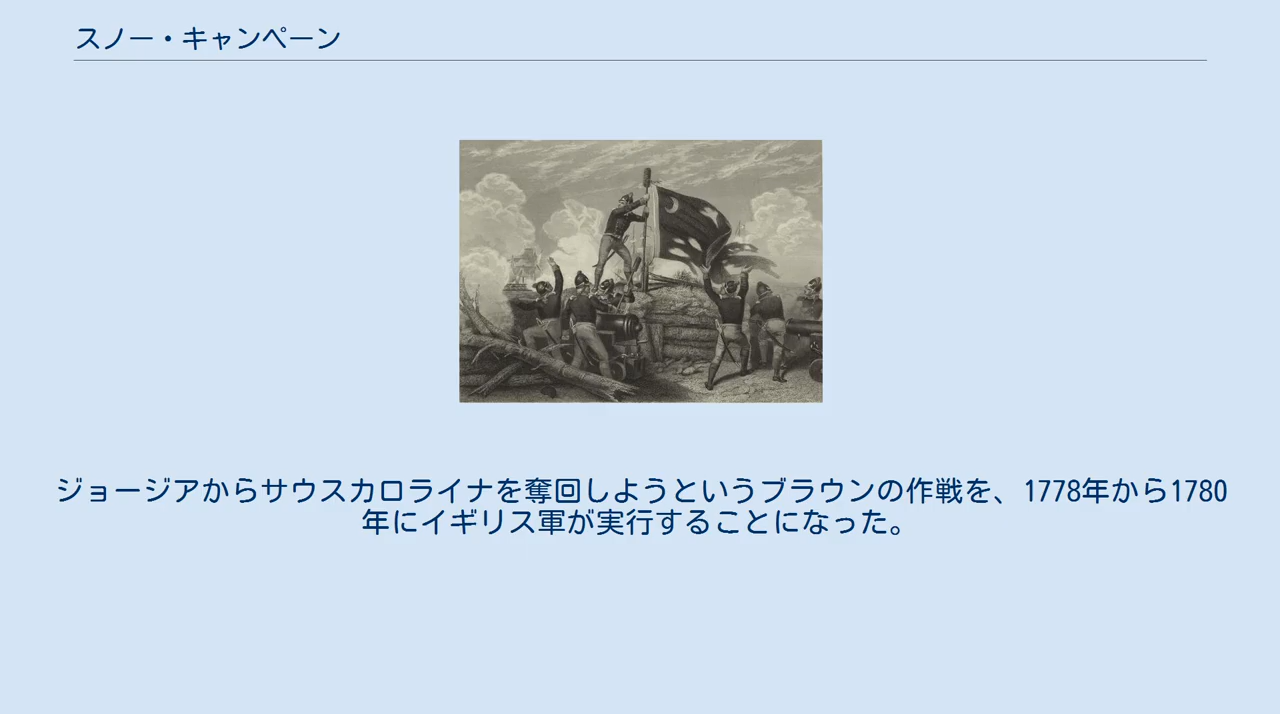 スノー・キャンペーン
ジョージアからサウスカロライナを奪回しようというブラウンの作戦を、1778年から1780
年にイギリス軍が実行することになった。